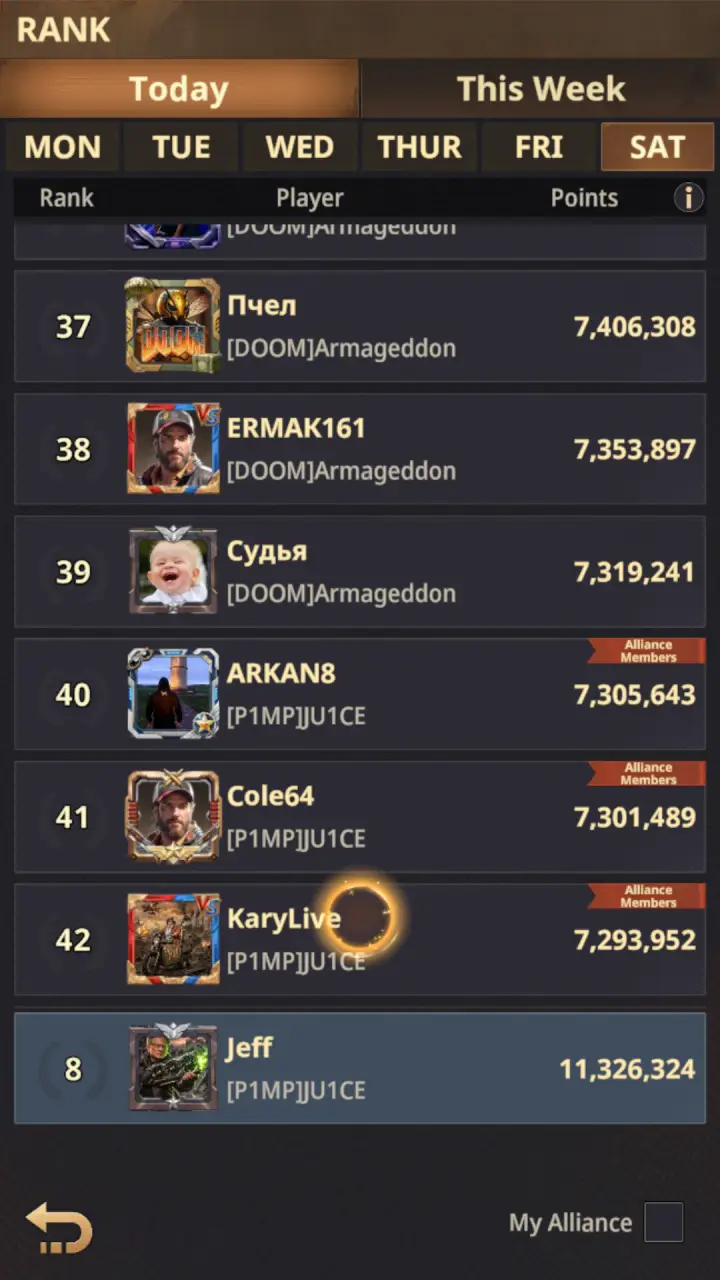 RANK
Today
This Week
MON TUE WED THUR FRI SAT
Rank Player Points i
[DOOM]Armageddon
37 Пчел 7,406,308
DOOM
[DOOM]Armageddon
VS
38 ERMAK161 7,353,897
[DOOM]Armageddon
39 Судья 7,319,241
[DOOM]Armageddon
Alliance
Members
40 ARKAN8 7,305,643
[P1MP]JU1CE
Alliance
Members
41 Cole64 7,301,489
[P1MP]JU1CE
Alliance
Members
VS
42 KaryLive 7,293,952
[P1MP]JU1CE
8 Jeff 11,326,324
[P1MP]JU1CE
My Alliance